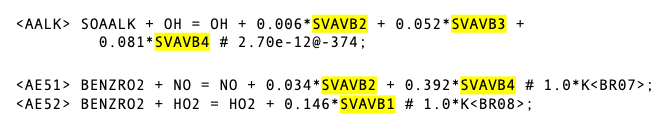 <AALK> SOAALK + OH = OH + 0.006*SVAVB2 + 0.052*SVAVB3 +
0.081*SVAVB4 # 2.70e-12@-374;
<AE51> BENZRO2 + NO = NO + 0.034*SVAVB2 + 0.392*SVAVB4 # 1.0*K<BR07>;
<AE52> BENZRO2 + HO2 = HO2 + 0.146*SVAVB1 # 1.0*K<BR08>;